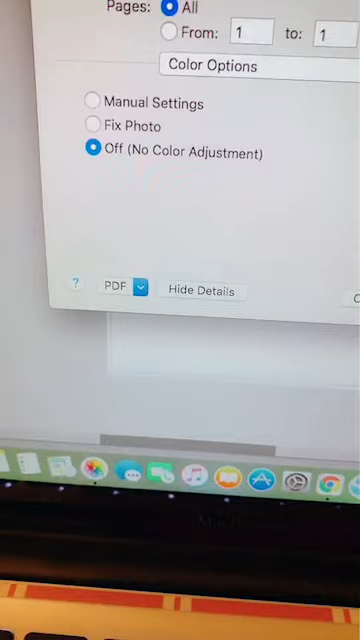 Pages: All
From: 1 to: 1
Color Options
Manual Settings
Fix Photo
Off (No Color Adjustment)
? PDF Hide Details